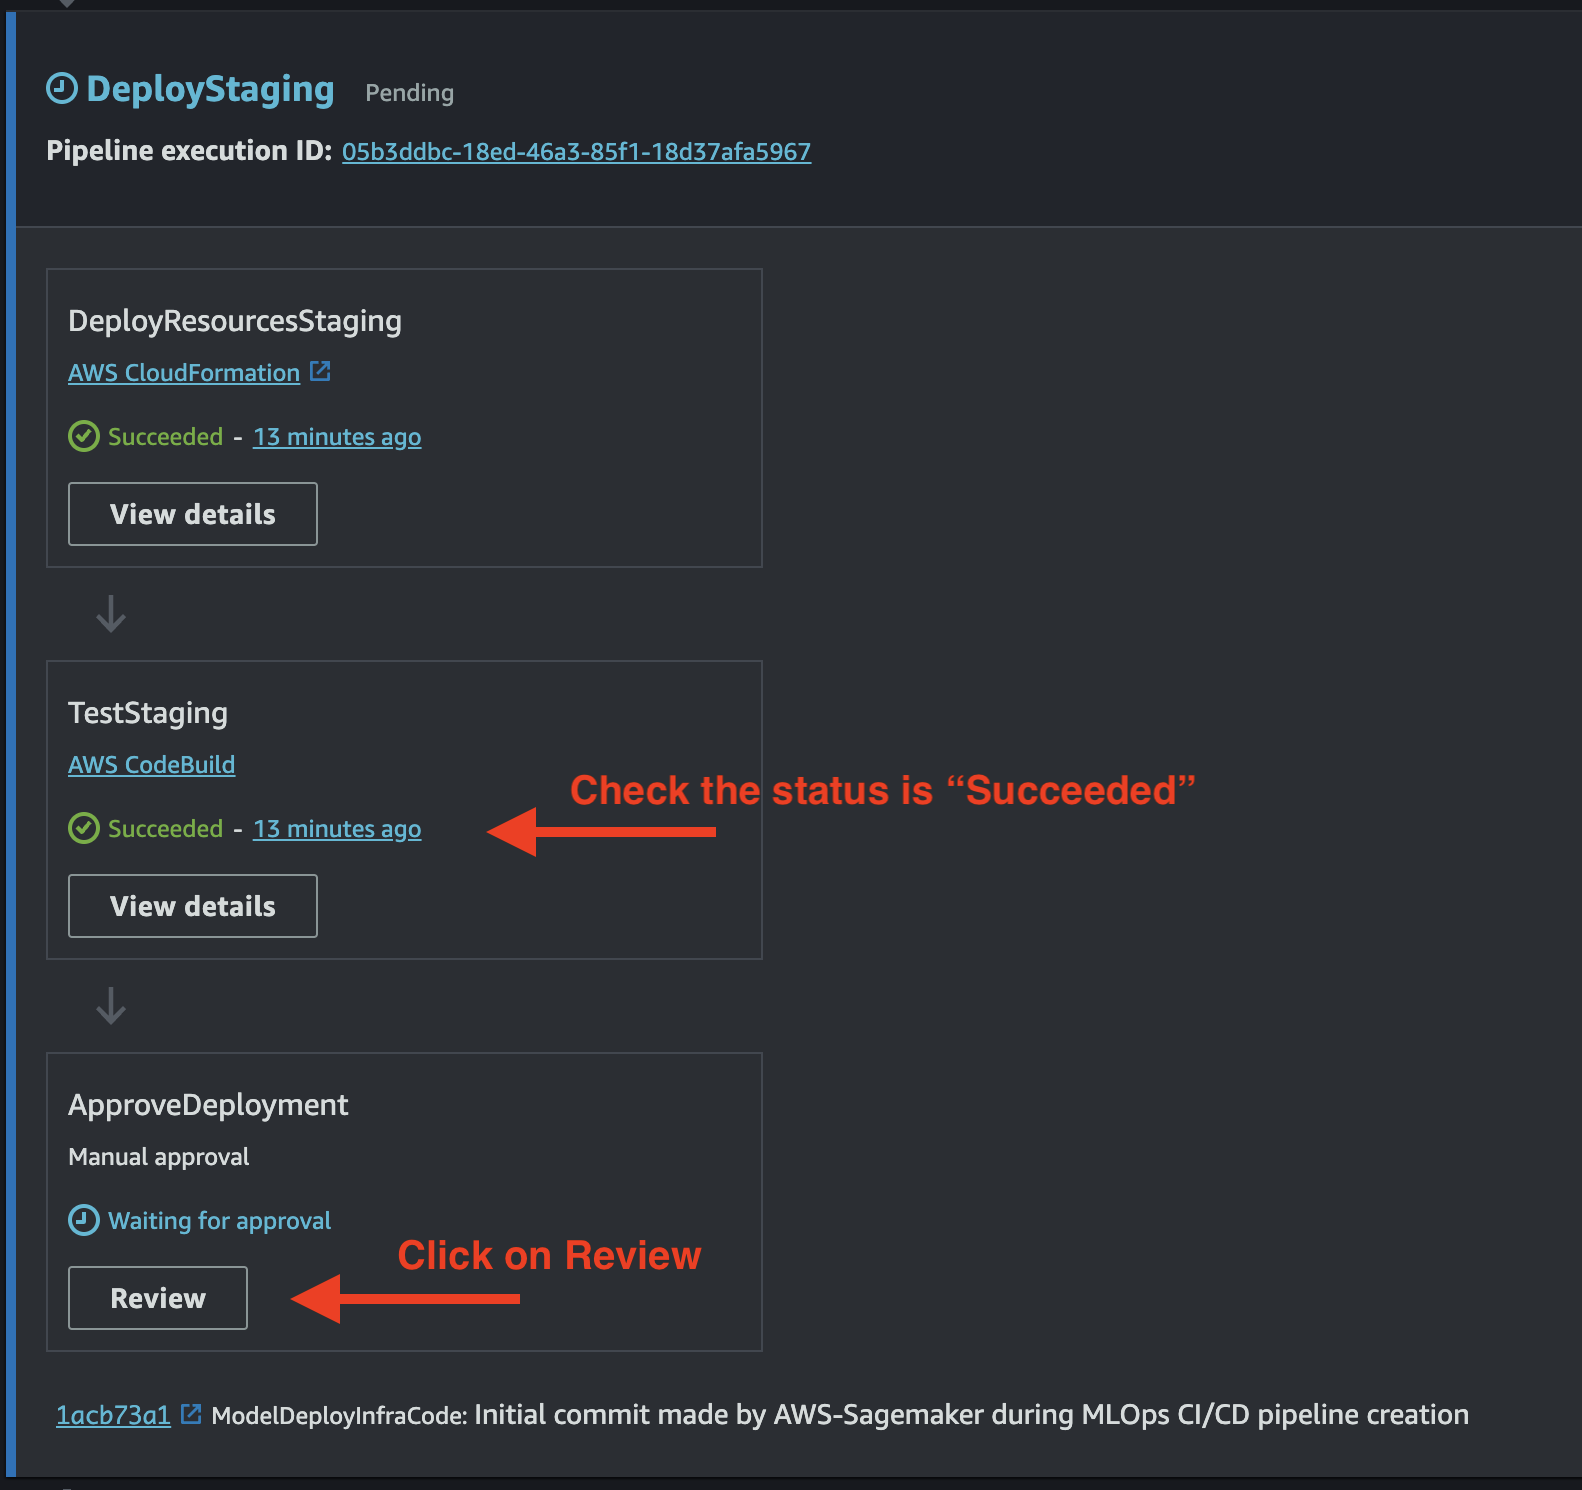 DeployStaging Pending
Pipeline execution ID: 05b3ddbc-18ed-46a3-85f1-18d37afa5967
DeployResourcesStaging
AWS CloudFormation
Succeeded - 13 minutes ago
View details
TestStaging
AWS CodeBuild
Check the status is “Succeeded”
Succeeded - 13 minutes ago
View details
ApproveDeployment
Manual approval
Waiting for approval
Click on Review
Review
1acb73a1 ModelDeployInfraCode: Initial commit made by AWS-Sagemaker during MLOps CI/CD pipeline creation